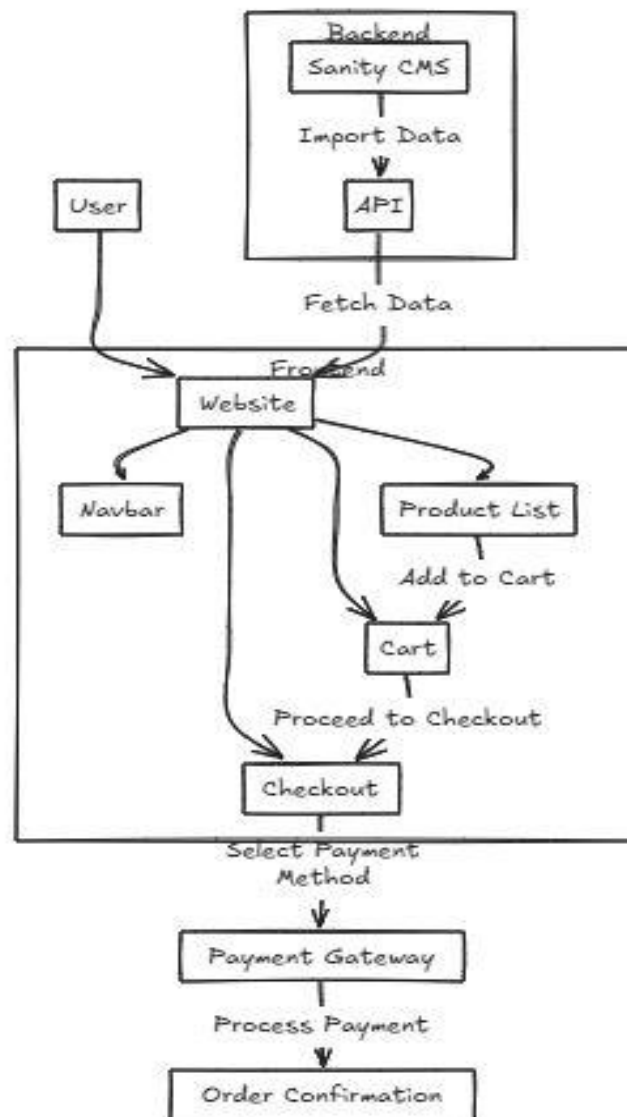 Backend
Sanity CMS
Import Data
User
API
Fetch Data
Frontend
Website
Navbar
Product List
Add to Cart
Cart
Proceed to Checkout
Checkout
Select Payment
Method
Payment Gateway
Process Payment
Order Confirmation